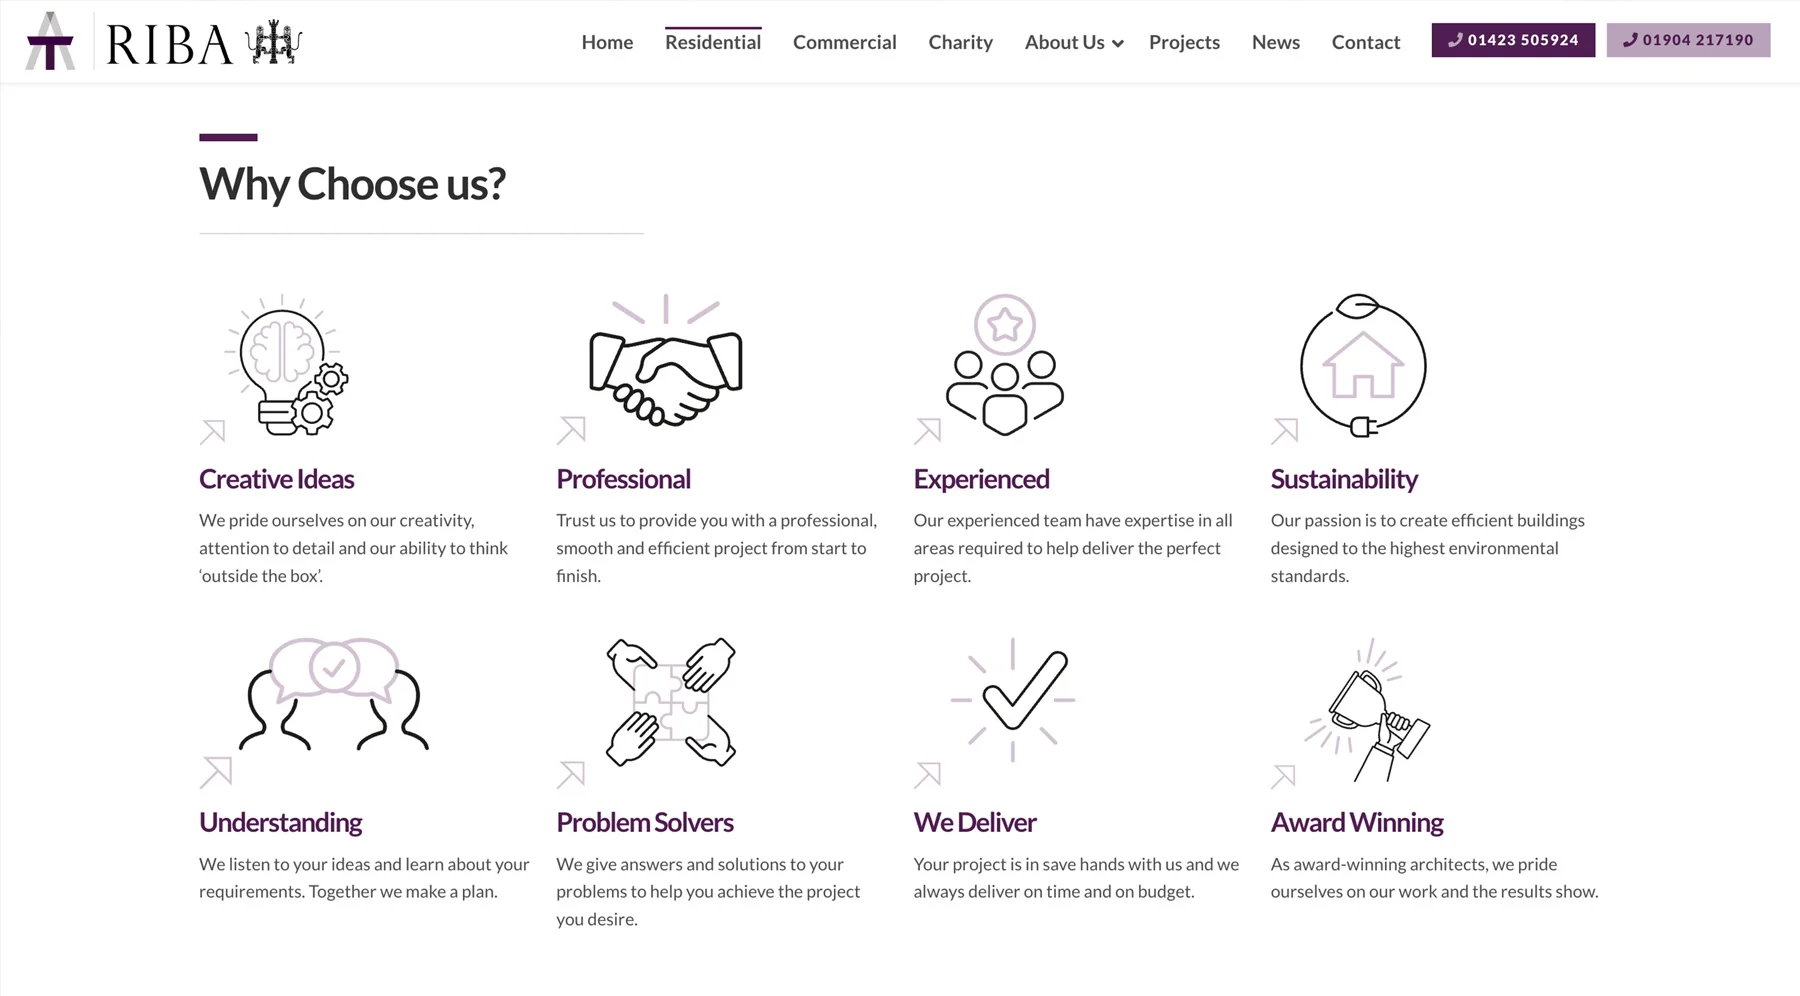 AT RIBA Home Residential Commercial Charity About Us Projects News Contact 01423 505924 01904 217190
Why Choose us?
Creative Ideas
We pride ourselves on our creativity,
attention to detail and our ability to think
‘outside the box’.
Professional
Trust us to provide you with a professional,
smooth and efficient project from start to
finish.
Experienced
Our experienced team have expertise in all
areas required to help deliver the perfect
project.
Sustainability
Our passion is to create efficient buildings
designed to the highest environmental
standards.
Understanding
We listen to your ideas and learn about your
requirements. Together we make a plan.
Problem Solvers
We give answers and solutions to your
problems to help you achieve the project
you desire.
We Deliver
Your project is in save hands with us and we
always deliver on time and on budget.
Award Winning
As award-winning architects, we pride
ourselves on our work and the results show.